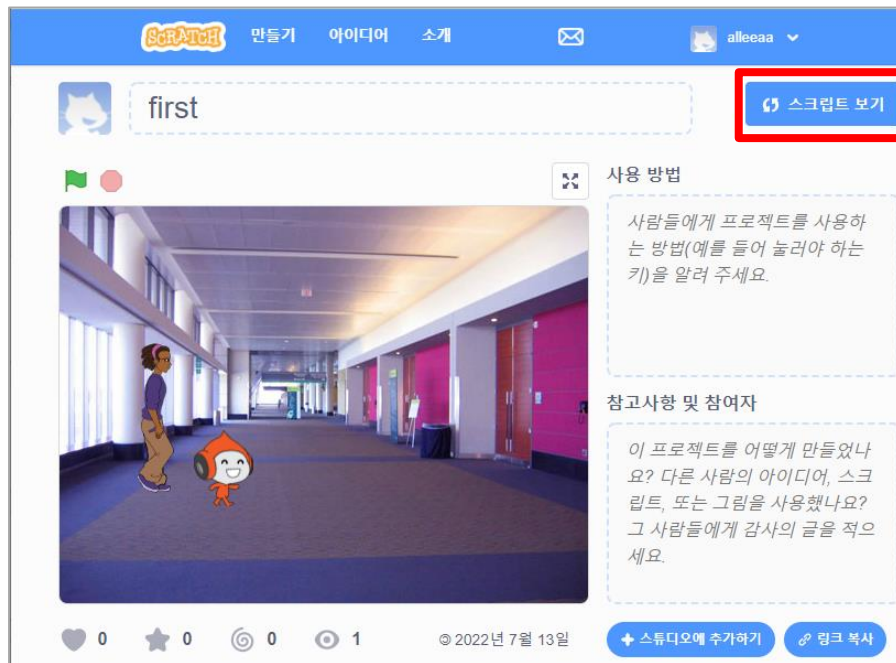 SCRATCH 만들기 아이디어 소개 alleeaa
first
스크립트 보기
사용 방법
사람들에게 프로젝트를 사용하
는 방법(예를 들어 눌러야 하는
키)을 알려 주세요.
참고사항 및 참여자
이 프로젝트를 어떻게 만들었나
요? 다른 사람의 아이디어, 스크
립트, 또는 그림을 사용했나요?
그 사람들에게 감사의 글을 적으
세요.
0 0 0 1 © 2022년 7월 13일
스튜디오에 추가하기 링크 복사